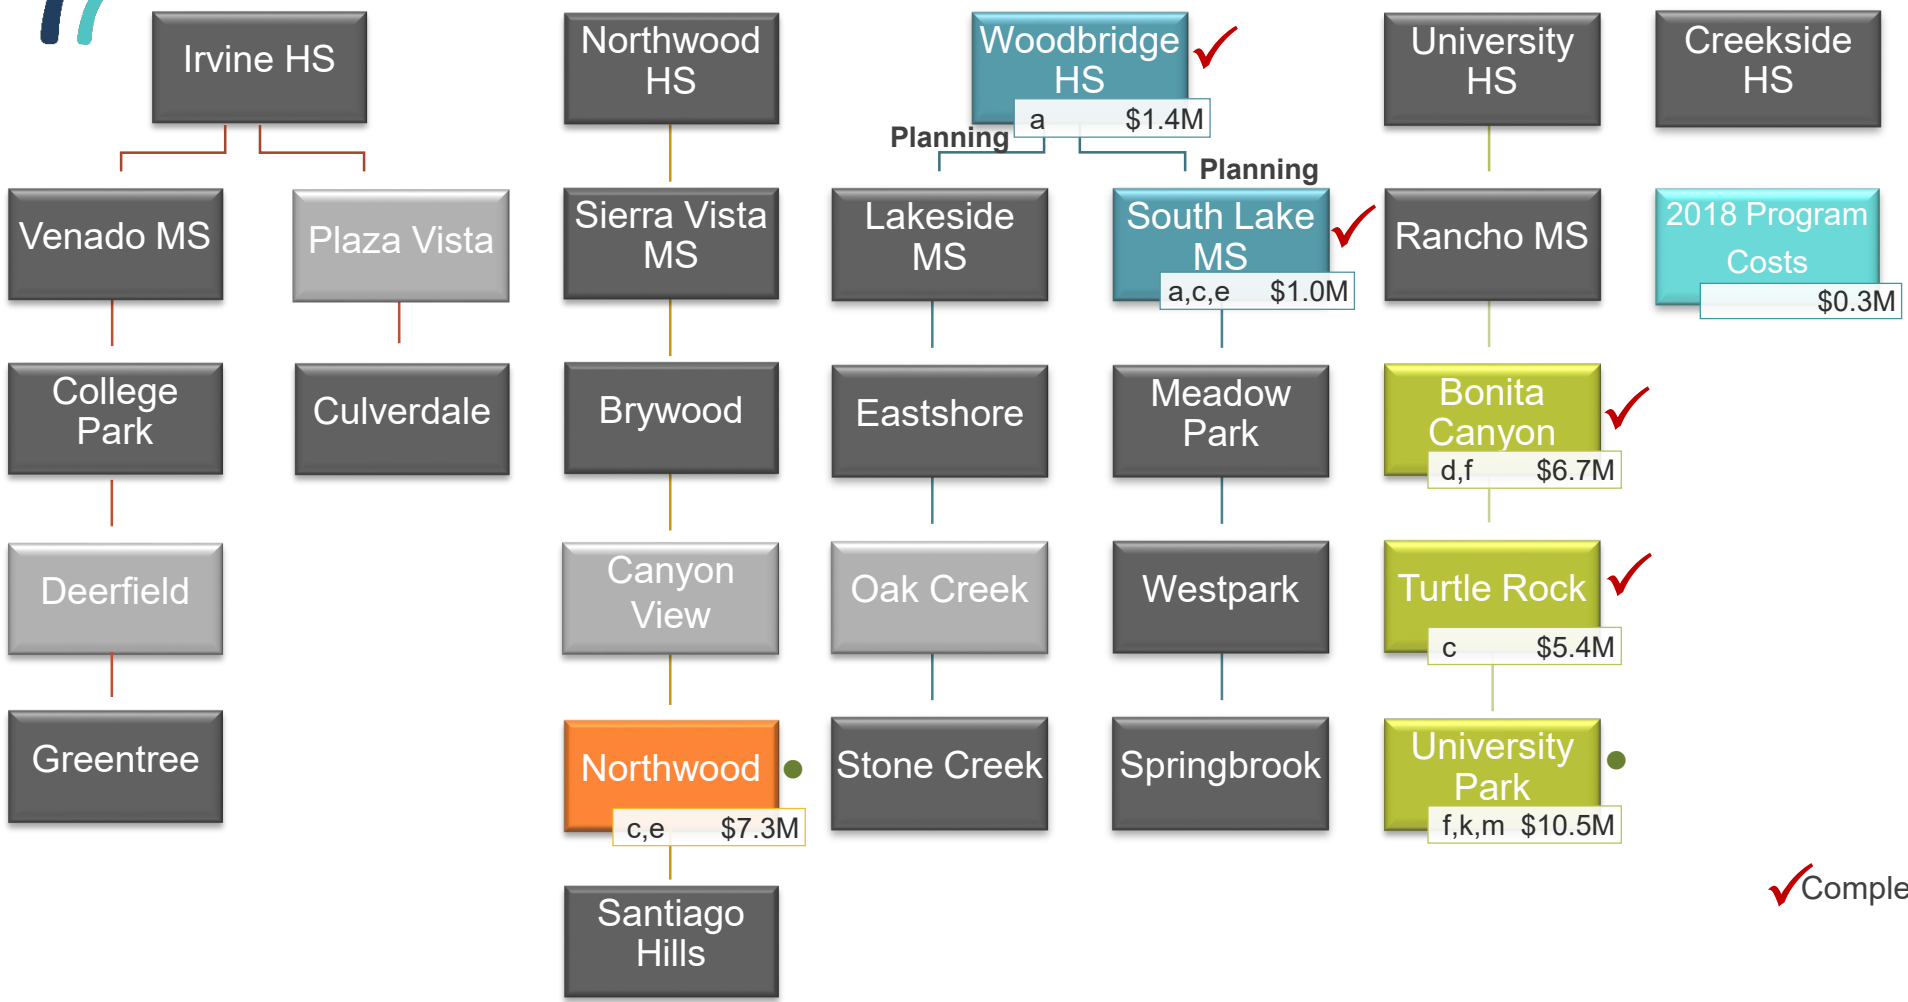 Irvine HS
Northwood
HS
Woodbridge
HS
a $1.4M
University
HS
Creekside
HS
Planning
Planning
Venado MS
Plaza Vista
Sierra Vista
MS
Lakeside
MS
South Lake
MS
a,c,e $1.0M
Rancho MS
2018 Program
Costs
$0.3M
College
Park
Culverdale
Brywood
Eastshore
Meadow
Park
Bonita
Canyon
d,f $6.7M
Deerfield
Canyon
View
Oak Creek
Westpark
Turtle Rock
c $5.4M
Greentree
Northwood
c,e $7.3M
Stone Creek
Springbrook
University
Park
f,k,m $10.5M
Santiago
Hills
Comple